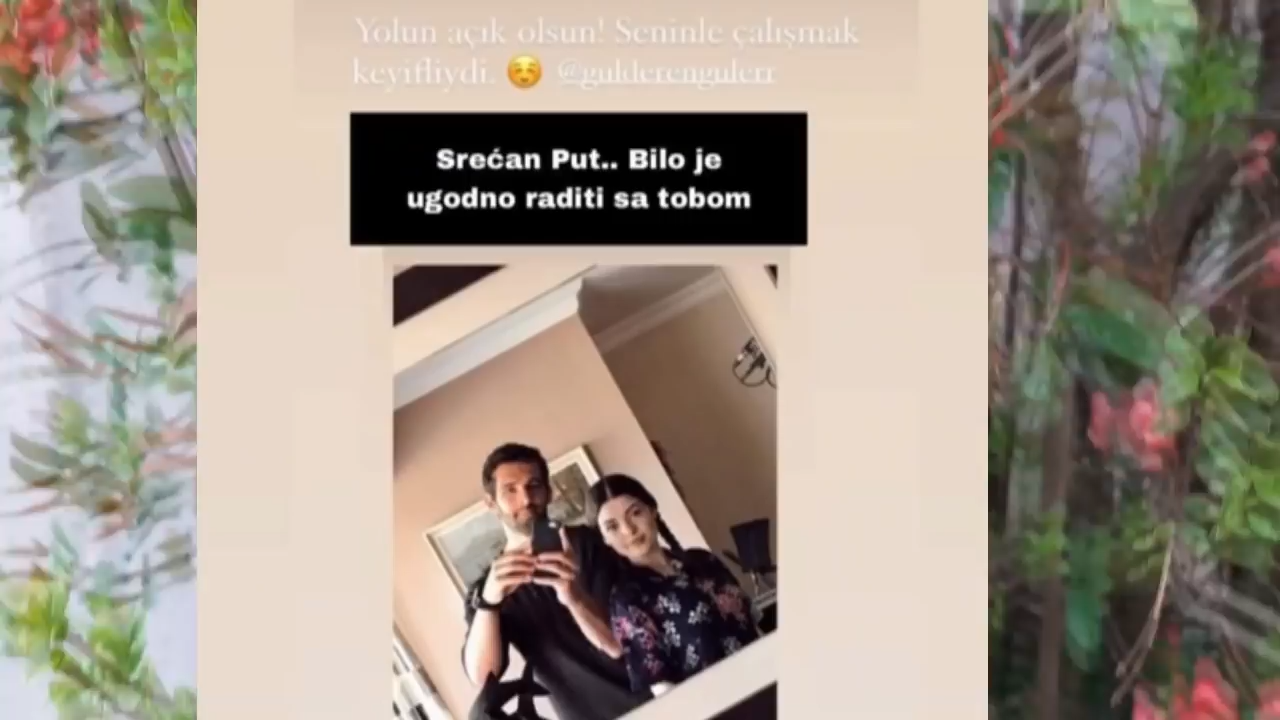 Yolun açık olsun! Seninle çalışmak
keyifliydi. ☺️ @gulderengulerr
Srećan Put.. Bilo je
ugodno raditi sa tobom